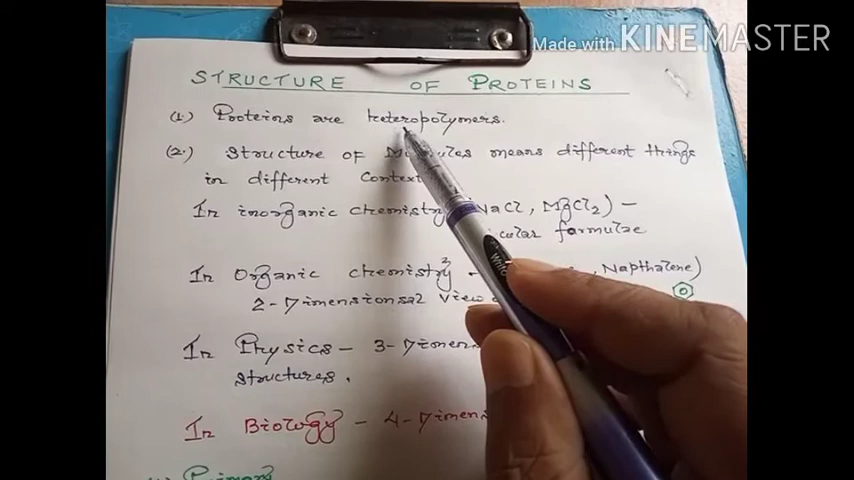 Made with KINEMASTER
STRUCTURE OF PROTEINS
(1.) Proteins are heteropolymers.
(2.) Structure of means different things
in different
In inorganic chemistry NaCl, MgCl2) -
formulae
In Organic chemistry - , Napthalene)
2-Dimensional view
In Physics - 3-
structures.
In Biology - 4-